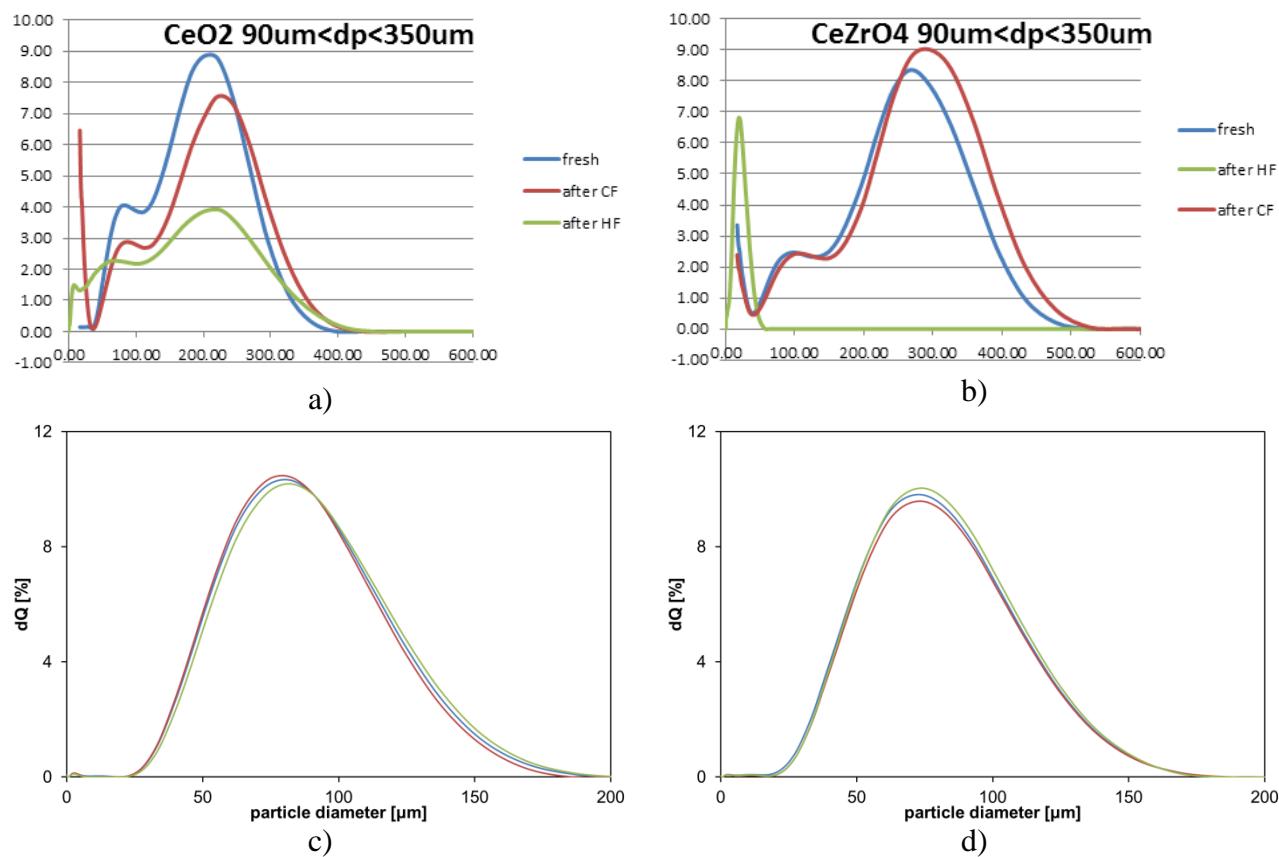 CeO2 90um<dp<350um
10.00
9.00
8.00
7.00
6.00
5.00
4.00
3.00
2.00
1.00
0.00
-1.00
0.00 100.00 200.00 300.00 400.00 500.00 600.00
fresh
after CF
after HF
a)
CeZrO4 90um<dp<350um
10.00
9.00
8.00
7.00
6.00
5.00
4.00
3.00
2.00
1.00
0.00
-1.00
0.00 100.00 200.00 300.00 400.00 500.00 600.00
fresh
after HF
after CF
b)
12
8
4
0
dQ [%]
0 50 100 150 200
particle diameter [µm]
c)
12
8
4
0
dQ [%]
0 50 100 150 200
particle diameter [µm]
d)